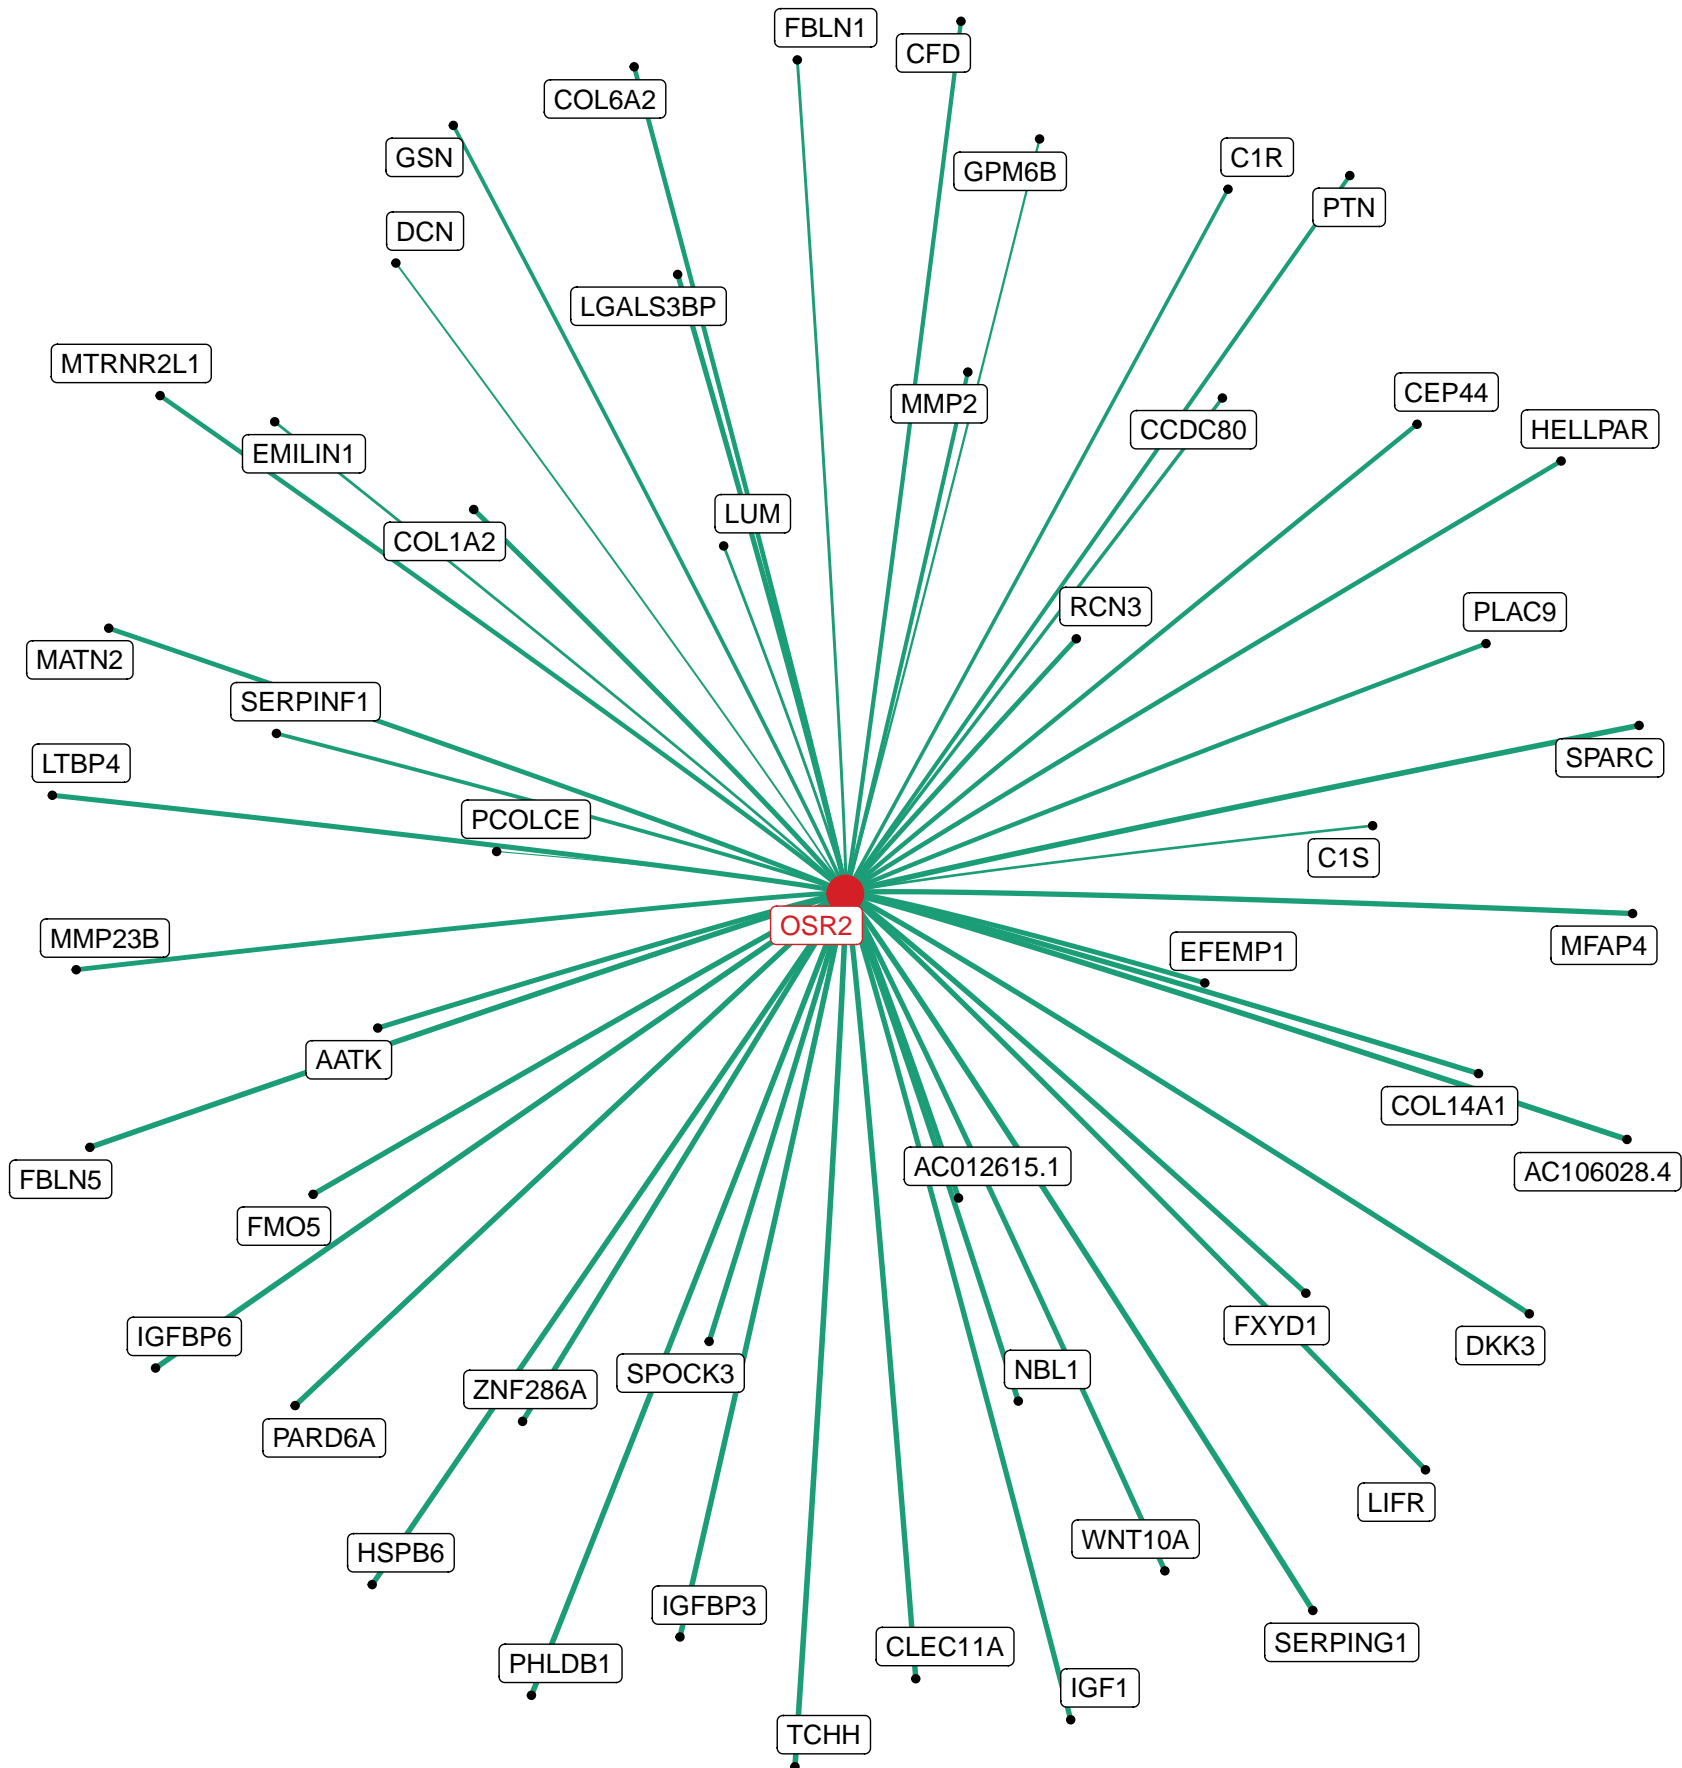 FBLN1
CFD
COL6A2
GSN
GPM6B
C1R
PTN
DCN
LGALS3BP
MTRNR2L1
MMP2
CEP44
CCDC80
HELLPAR
EMILIN1
LUM
COL1A2
RCN3
PLAC9
MATN2
SERPINF1
LTBP4
SPARC
PCOLCE
C1S
OSR2
MMP23B
MFAP4
EFEMP1
AATK
COL14A1
AC012615.1
AC106028.4
FBLN5
FMO5
FXYD1
IGFBP6
DKK3
NBL1
SPOCK3
ZNF286A
PARD6A
LIFR
WNT10A
HSPB6
IGFBP3
SERPING1
CLEC11A
PHLDB1
IGF1
TCHH